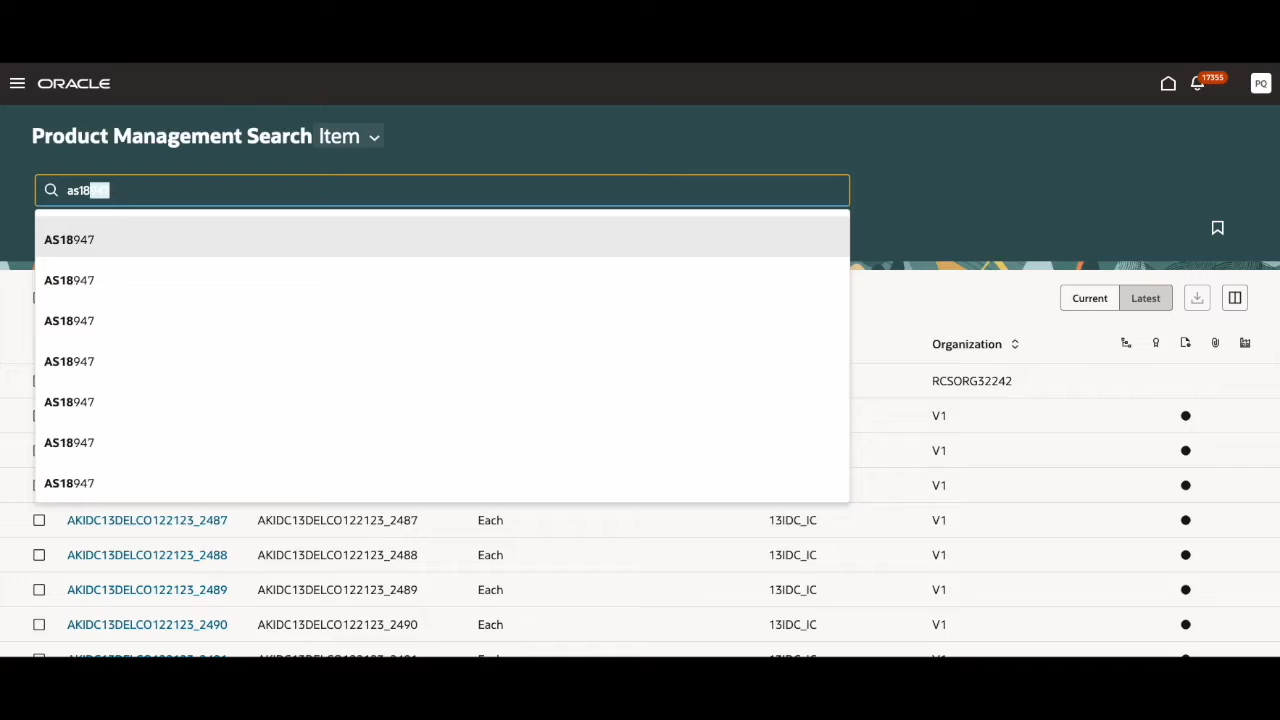 ORACLE
17355
PQ
Product Management Search Item
as18947
AS18947
AS18947
AS18947
AS18947
AS18947
AS18947
AS18947
Current Latest
Organization
RCSORG32242
V1
V1
V1
AKIDC13DELCO122123_2487 AKIDC13DELCO122123_2487 Each 13IDC_IC V1
AKIDC13DELCO122123_2488 AKIDC13DELCO122123_2488 Each 13IDC_IC V1
AKIDC13DELCO122123_2489 AKIDC13DELCO122123_2489 Each 13IDC_IC V1
AKIDC13DELCO122123_2490 AKIDC13DELCO122123_2490 Each 13IDC_IC V1